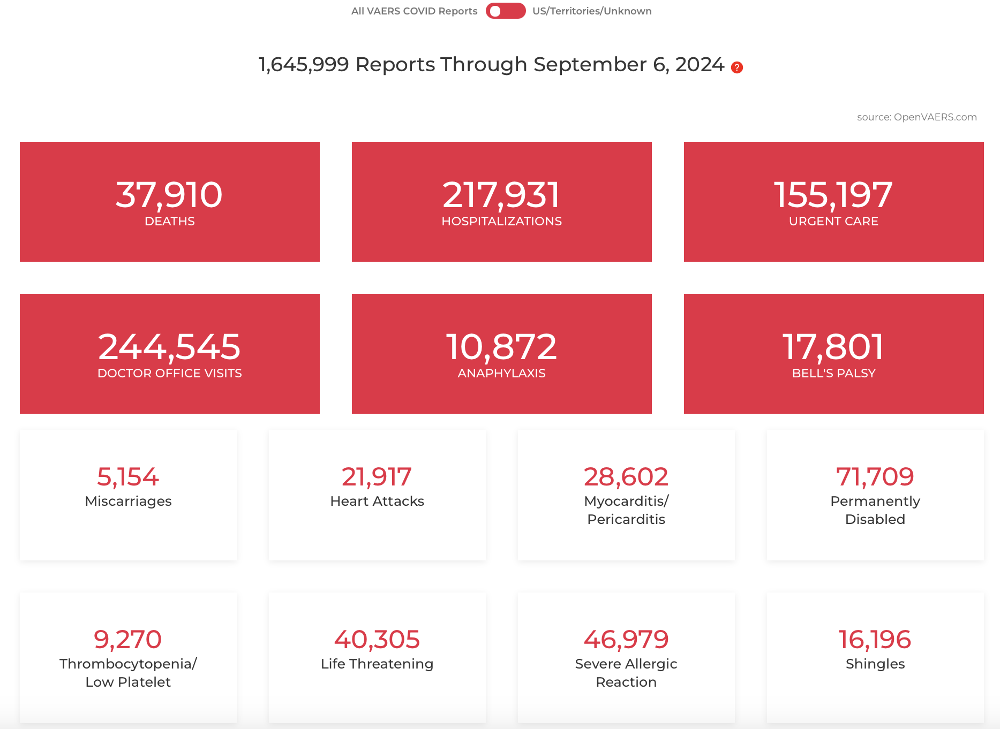 All VAERS COVID Reports US/Territories/Unknown
1,645,999 Reports Through September 6, 2024 ?
source: OpenVAERS.com
37,910
DEATHS
217,931
HOSPITALIZATIONS
155,197
URGENT CARE
244,545
DOCTOR OFFICE VISITS
10,872
ANAPHYLAXIS
17,801
BELL'S PALSY
5,154
Miscarriages
21,917
Heart Attacks
28,602
Myocarditis/
Pericarditis
71,709
Permanently
Disabled
9,270
Thrombocytopenia/
Low Platelet
40,305
Life Threatening
46,979
Severe Allergic
Reaction
16,196
Shingles